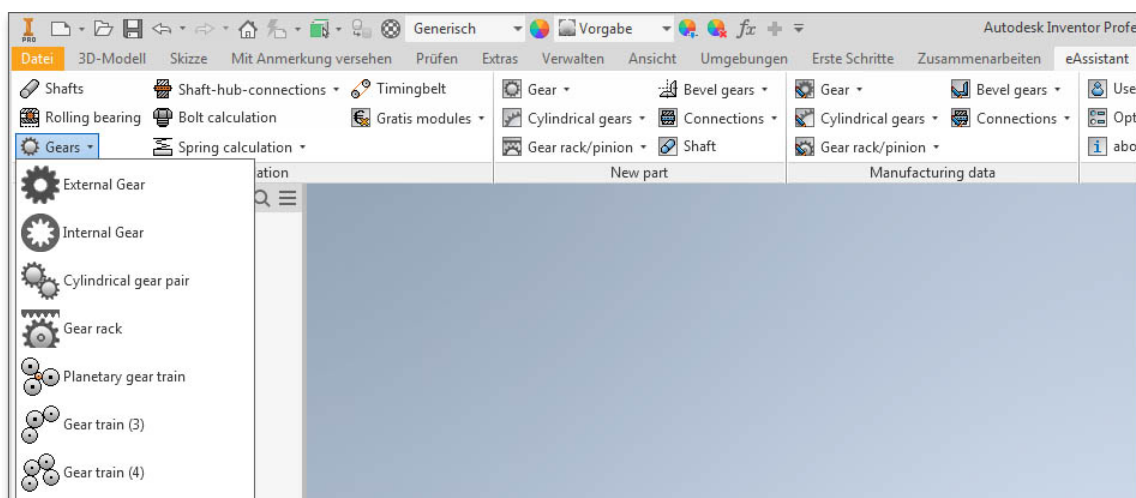 PRO Generisch Vorgabe fx Autodesk Inventor Profe
Datei 3D-Modell Skizze Mit Anmerkung versehen Prüfen Extras Verwalten Ansicht Umgebungen Erste Schritte Zusammenarbeiten eAssistant
Shafts Shaft-hub-connections Timingbelt Gear Bevel gears Gear Bevel gears Use
Rolling bearing Bolt calculation Gratis modules Cylindrical gears Connections Cylindrical gears Connections Opt
Gears Spring calculation Gear rack/pinion Shaft Gear rack/pinion abo
ation New part Manufacturing data
External Gear
Internal Gear
Cylindrical gear pair
Gear rack
Planetary gear train
Gear train (3)
Gear train (4)